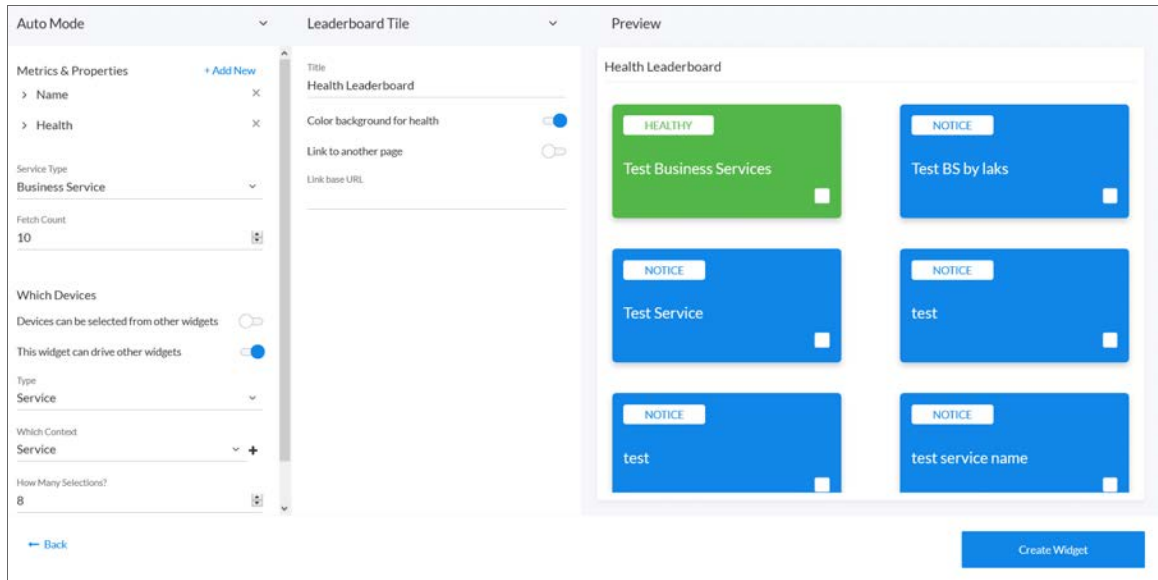 Auto Mode
Metrics & Properties + Add New
Name
Health
Service Type
Business Service
Fetch Count
10
Which Devices
Devices can be selected from other widgets
This widget can drive other widgets
Type
Service
Which Context
Service
How Many Selections?
8
Leaderboard Tile
Title
Health Leaderboard
Color background for health
Link to another page
Link base URL
Preview
Health Leaderboard
HEALTHY
Test Business Services
NOTICE
Test BS by laks
NOTICE
Test Service
NOTICE
test
NOTICE
test
NOTICE
test service name
Back
Create Widget